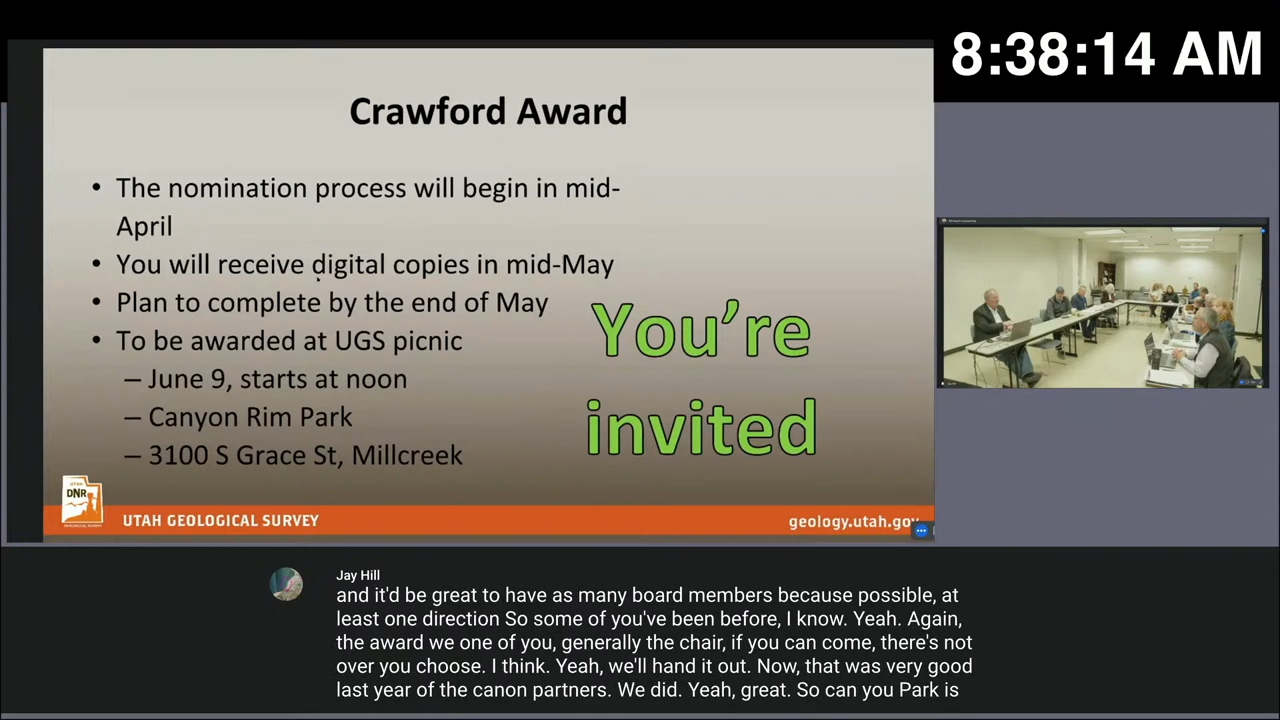 8:38:14 AM
Crawford Award
• The nomination process will begin in mid-
April
• You will receive digital copies in mid-May
• Plan to complete by the end of May
• To be awarded at UGS picnic
– June 9, starts at noon
– Canyon Rim Park
– 3100 S Grace St, Millcreek
You're
invited
UTAH
DNR
UTAH GEOLOGICAL SURVEY
geology.utah.gov
Jay Hill
and it'd be great to have as many board members because possible, at
least one direction So some of you've been before, I know. Yeah. Again,
the award we one of you, generally the chair, if you can come, there's not
over you choose. I think. Yeah, we'll hand it out. Now, that was very good
last year of the canon partners. We did. Yeah, great. So can you Park is